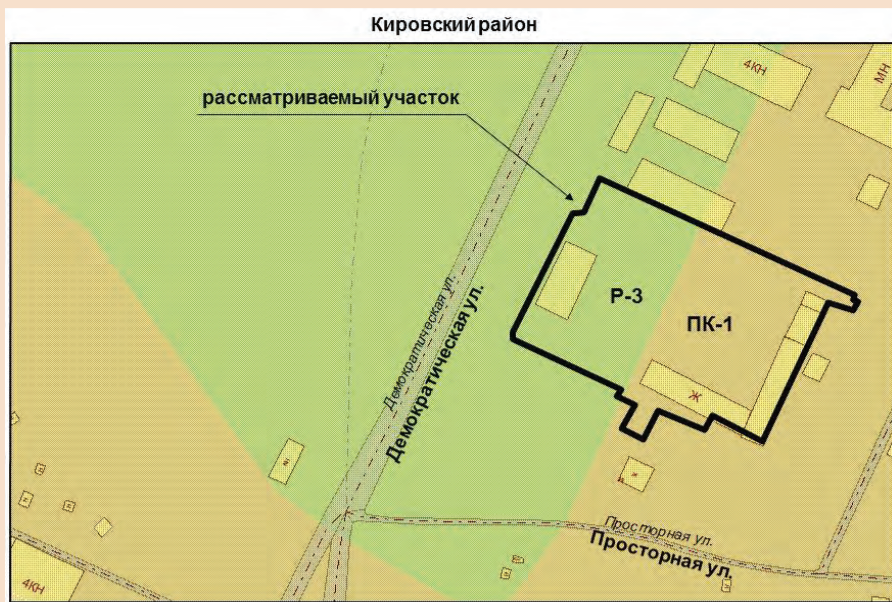 Кировский район
4КН
МН
рассматриваемый участок
Р-3
ПК-1
Демократическая ул.
Демократическая ул.
Ж
Просторная ул.
Просторная ул.
4КН